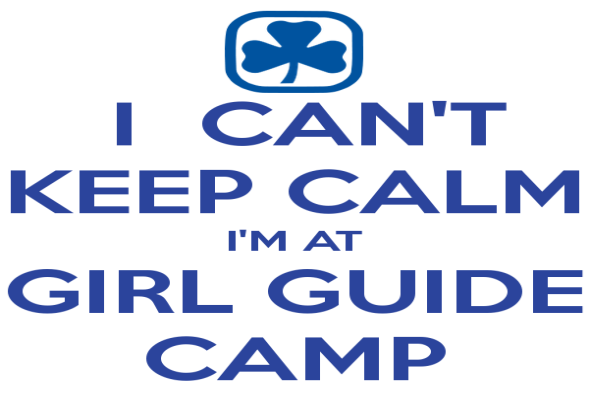 I CAN'T
KEEP CALM
I'M AT
GIRL GUIDE
CAMP